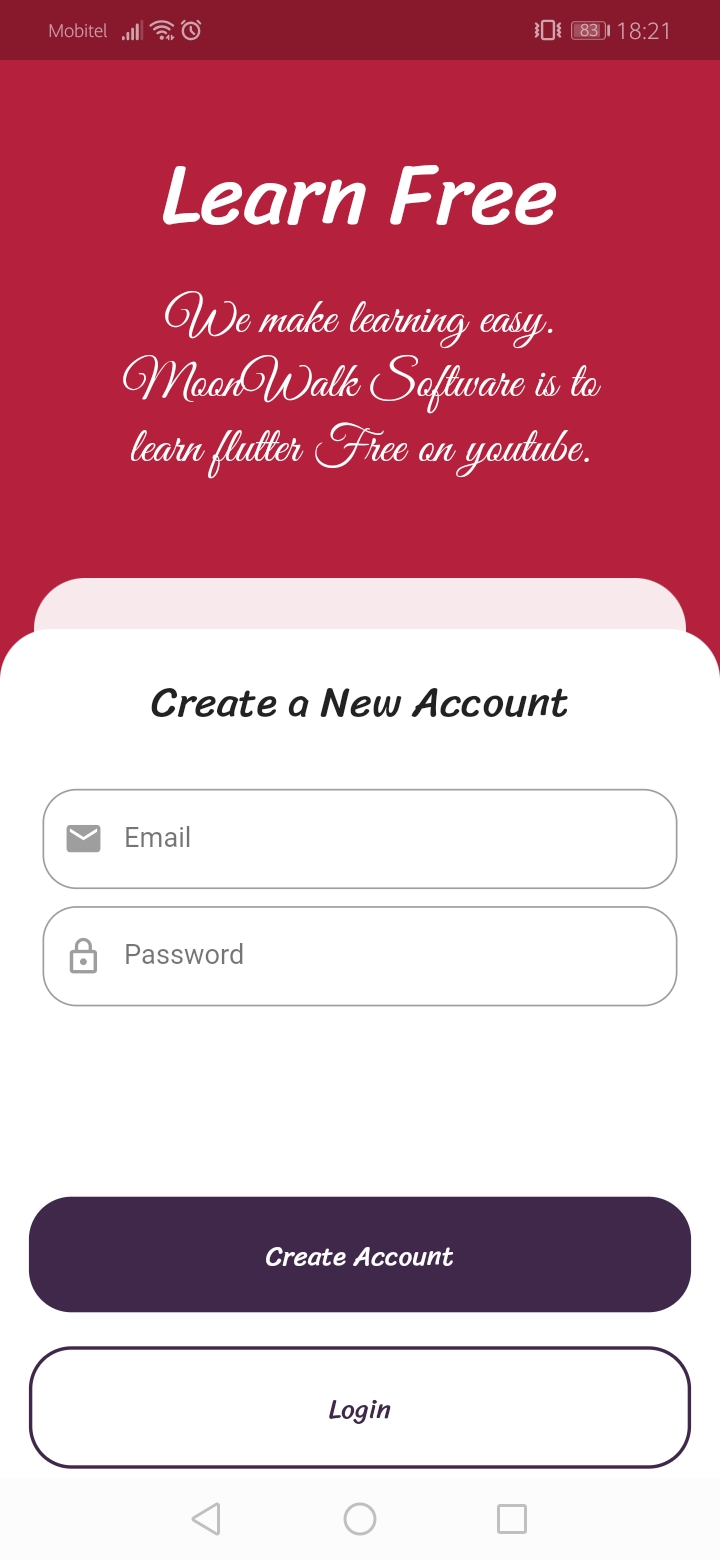 Mobitel 83 18:21
Learn Free
We make learning easy.
MoonWalk Software is to
learn flutter Free on youtube.
Create a New Account
Email
Password
Create Account
Login